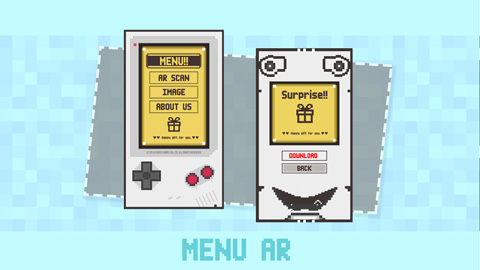 MENU!!
AR SCAN
IMAGE
ABOUT US
♥♥ Happy gift for you ♥♥
Surprise!!
♥♥ Happy gift for you ♥♥
DOWNLOAD
BACK
MENU AR